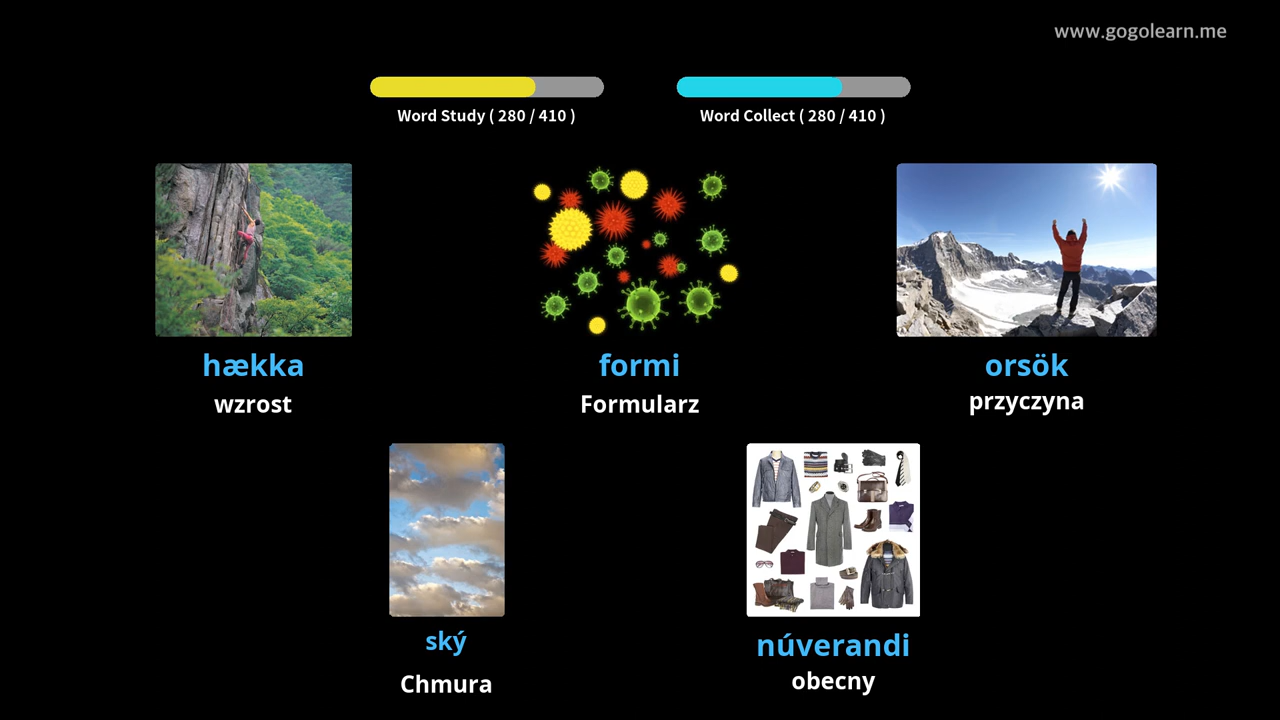 www.gogolearn.me
Word Study ( 280 / 410 )
Word Collect ( 280 / 410 )
hækka
wzrost
formi
Formularz
orsök
przyczyna
ský
Chmura
núverandi
obecny